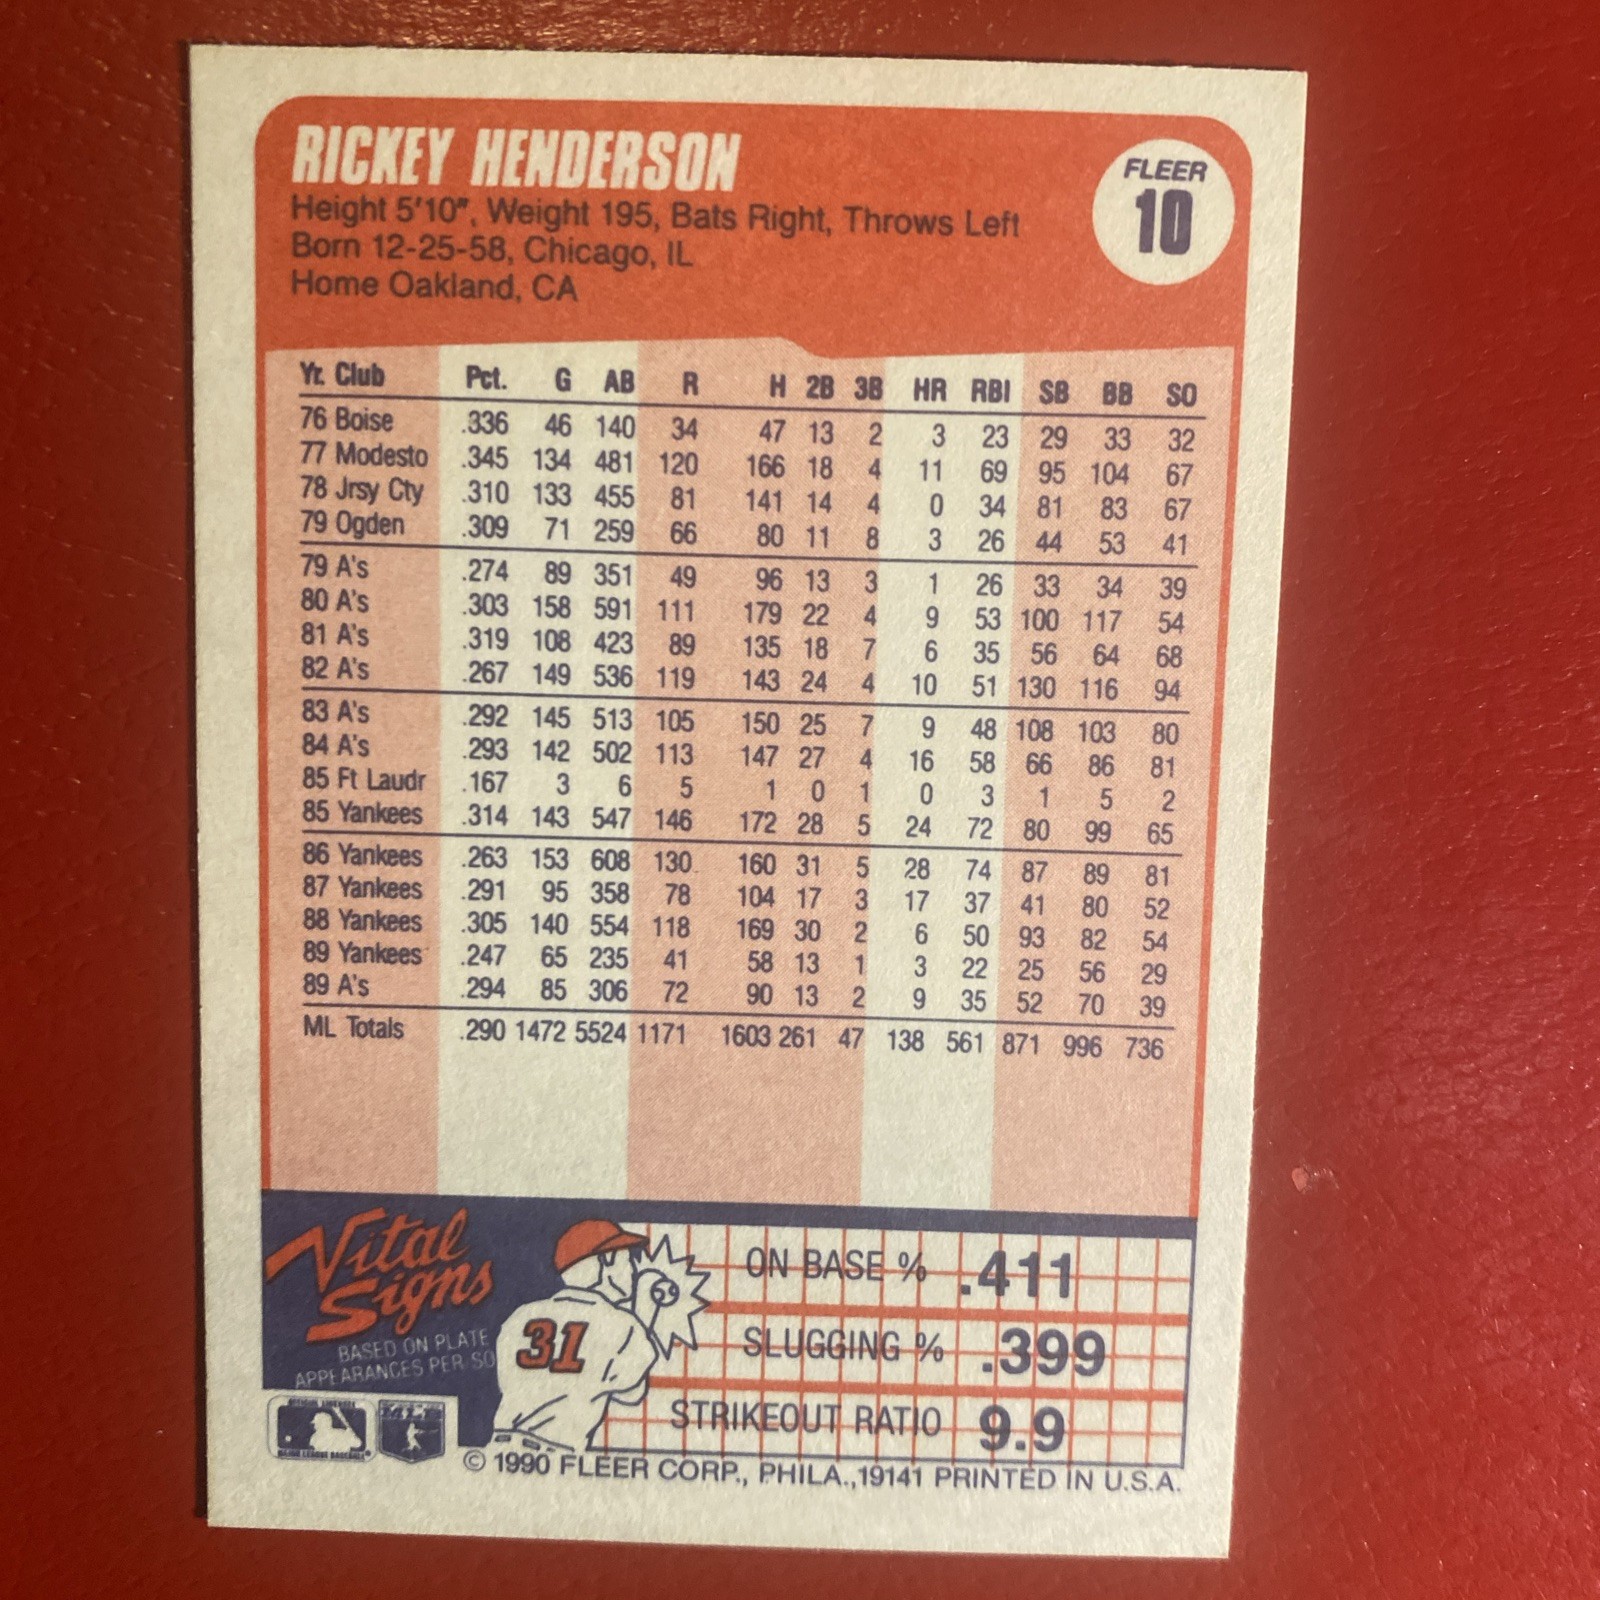 RICKEY HENDERSON
FLEER
10
Height 5'10", Weight 195, Bats Right, Throws Left
Born 12-25-58, Chicago, IL
Home Oakland, CA
Yr. Club Pct. G AB R H 2B 3B HR RBI SB BB SO
76 Boise .336 46 140 34 47 13 2 3 23 29 33 32
77 Modesto .345 134 481 120 166 18 4 11 69 95 104 67
78 Jrsy Cty .310 133 455 81 141 14 4 0 34 81 83 67
79 Ogden .309 71 259 66 80 11 8 3 26 44 53 41
79 A's .274 89 351 49 96 13 3 1 26 33 34 39
80 A's .303 158 591 111 179 22 4 9 53 100 117 54
81 A's .319 108 423 89 135 18 7 6 35 56 64 68
82 A's .267 149 536 119 143 24 4 10 51 130 116 94
83 A's .292 145 513 105 150 25 7 9 48 108 103 80
84 A's .293 142 502 113 147 27 4 16 58 66 86 81
85 Ft Laudr .167 3 6 5 1 0 1 0 3 1 5 2
85 Yankees .314 143 547 146 172 28 5 24 72 80 99 65
86 Yankees .263 153 608 130 160 31 5 28 74 87 89 81
87 Yankees .291 95 358 78 104 17 3 17 37 41 80 52
88 Yankees .305 140 554 118 169 30 2 6 50 93 82 54
89 Yankees .247 65 235 41 58 13 1 3 22 25 56 29
89 A's .294 85 306 72 90 13 2 9 35 52 70 39
ML Totals .290 1472 5524 1171 1603 261 47 138 561 871 996 736
Vital
Signs
BASED ON PLATE
APPEARANCES PER SO
31
ON BASE % .411
SLUGGING % .399
STRIKEOUT RATIO 9.9
© 1990 FLEER CORP., PHILA., 19141 PRINTED IN U.S.A.